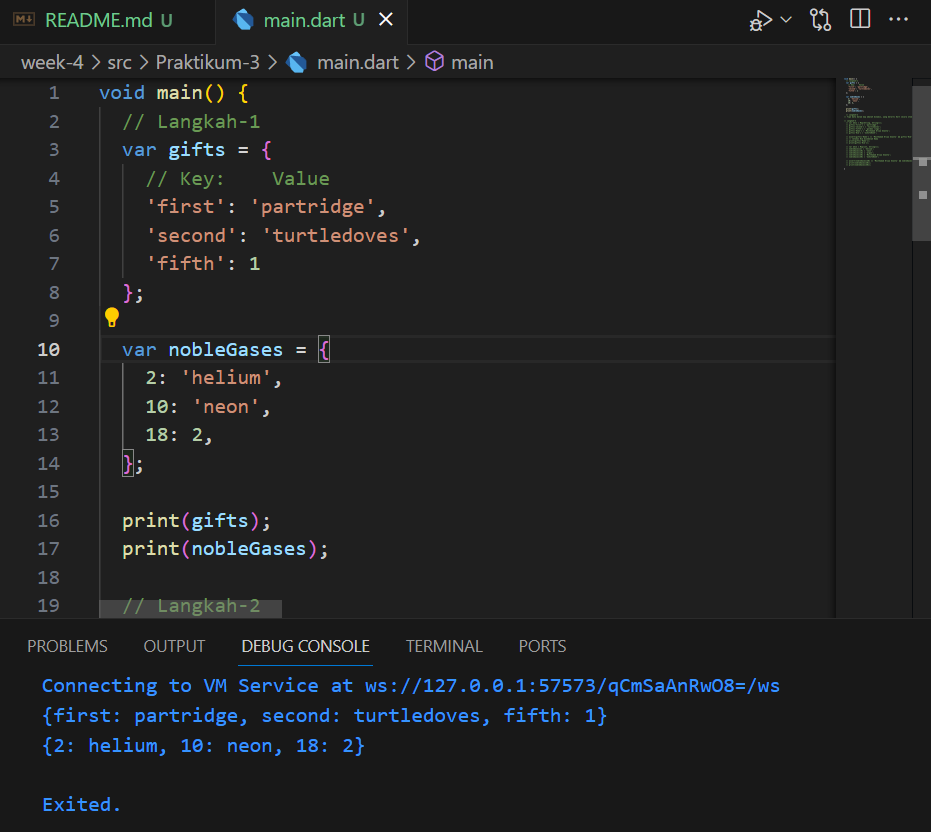 README.md U
main.dart U
week-4 > src > Praktikum-3 > main.dart > main
1 void main() {
2 // Langkah-1
3 var gifts = {
4 // Key:    Value
5 'first': 'partridge',
6 'second': 'turtledoves',
7 'fifth': 1
8 };
9
10 var nobleGases = {
11 2: 'helium',
12 10: 'neon',
13 18: 2,
14 };
15
16 print(gifts);
17 print(nobleGases);
18
19 // Langkah-2
PROBLEMS OUTPUT DEBUG CONSOLE TERMINAL PORTS
Connecting to VM Service at ws://127.0.0.1:57573/qCmSaAnRwO8=/ws
{first: partridge, second: turtledoves, fifth: 1}
{2: helium, 10: neon, 18: 2}
Exited.